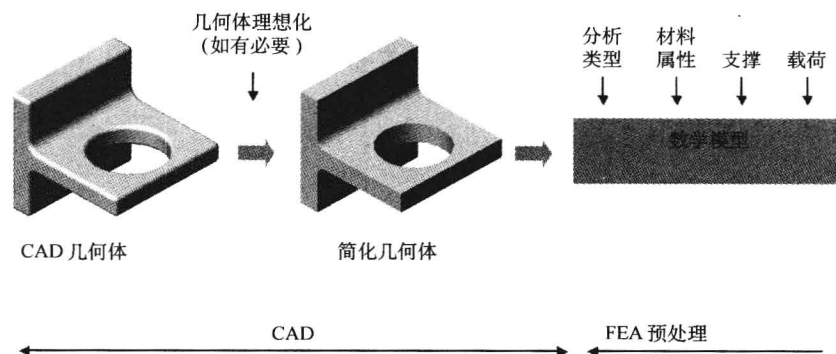 几何体理想化
(如有必要)
分析
类型
材料
属性
支撑
载荷
数学模型
CAD 几何体
简化几何体
CAD
FEA 预处理